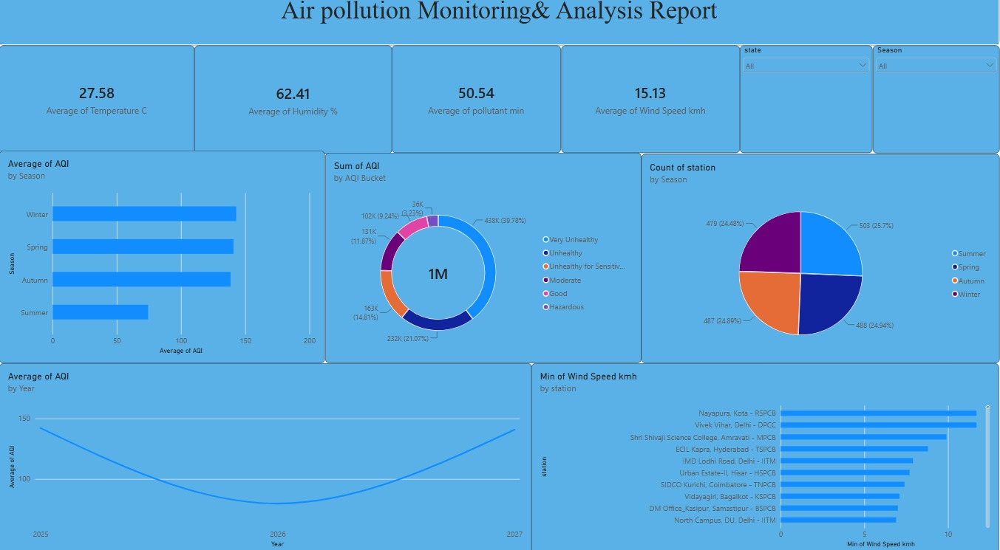 Air pollution Monitoring& Analysis Report
27.58
Average of Temperature C
62.41
Average of Humidity %
50.54
Average of pollutant min
15.13
Average of Wind Speed kmh
state
All
Season
All
Average of AQI
by Season
Season
Winter
Spring
Autumn
Summer
0 50 100 150 200
Average of AQI
Sum of AQI
by AQI Bucket
36K
(3.23%)
102K (9.24%)
131K
(11.87%)
163K
(14.81%)
232K (21.07%)
438K (39.78%)
1M
Very Unhealthy
Unhealthy
Unhealthy for Sensitiv...
Moderate
Good
Hazardous
Count of station
by Season
479 (24.48%)
503 (25.7%)
487 (24.89%)
488 (24.94%)
Summer
Spring
Autumn
Winter
Average of AQI
by Year
Average of AQI
150
100
2025 2026 2027
Year
Min of Wind Speed kmh
by station
station
Nayapura, Kota - RSPCB
Vivek Vihar, Delhi - DPCC
Shri Shivaji Science College, Amravati - MPCB
ECIL Kapra, Hyderabad - TSPCB
IMD Lodhi Road, Delhi - IITM
Urban Estate-II, Hisar - HSPCB
SIDCO Kurichi, Coimbatore - TNPCB
Vidayagiri, Bagalkot - KSPCB
DM Office_Kasipur, Samastipur - BSPCB
North Campus, DU, Delhi - IITM
0 5 10
Min of Wind Speed kmh